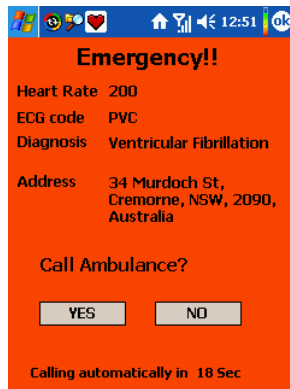 12:51 ok
Emergency!!
Heart Rate 200
ECG code PVC
Diagnosis Ventricular Fibrillation
Address 34 Murdoch St,
Cremorne, NSW, 2090,
Australia
Call Ambulance?
YES NO
Calling automatically in 18 Sec